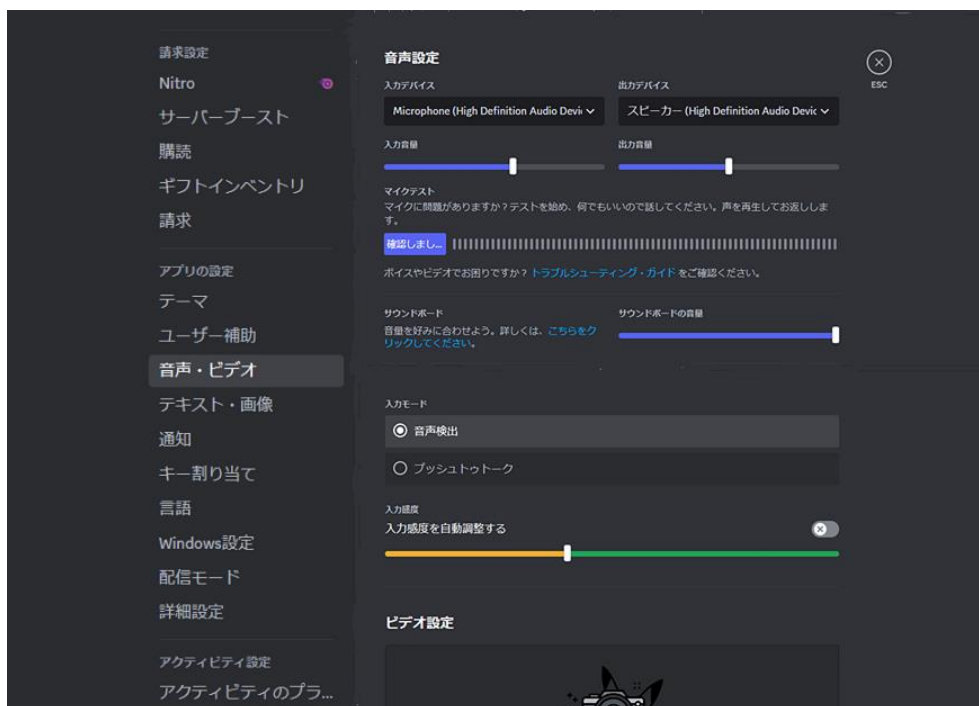 請求設定
Nitro
サーバーブースト
購読
ギフトインベントリ
請求
アプリの設定
テーマ
ユーザー補助
音声・ビデオ
テキスト・画像
通知
キー割り当て
言語
Windows設定
配信モード
詳細設定
アクティビティ設定
アクティビティのプラ...
音声設定
ESC
入力デバイス
出力デバイス
Microphone (High Definition Audio Devi
スピーカー (High Definition Audio Devic
入力音量
出力音量
マイクテスト
マイクに問題がありますか?テストを始め、何でもいいので話してください。声を再生してお返ししま
す。
確認しまし...
ボイスやビデオでお困りですか? トラブルシューティング・ガイド をご確認ください。
サウンドボード
サウンドボードの音量
音量を好みに合わせよう。詳しくは、こちらをク
リックしてください。
入力モード
音声検出
プッシュトゥトーク
入力感度
入力感度を自動調整する
ビデオ設定